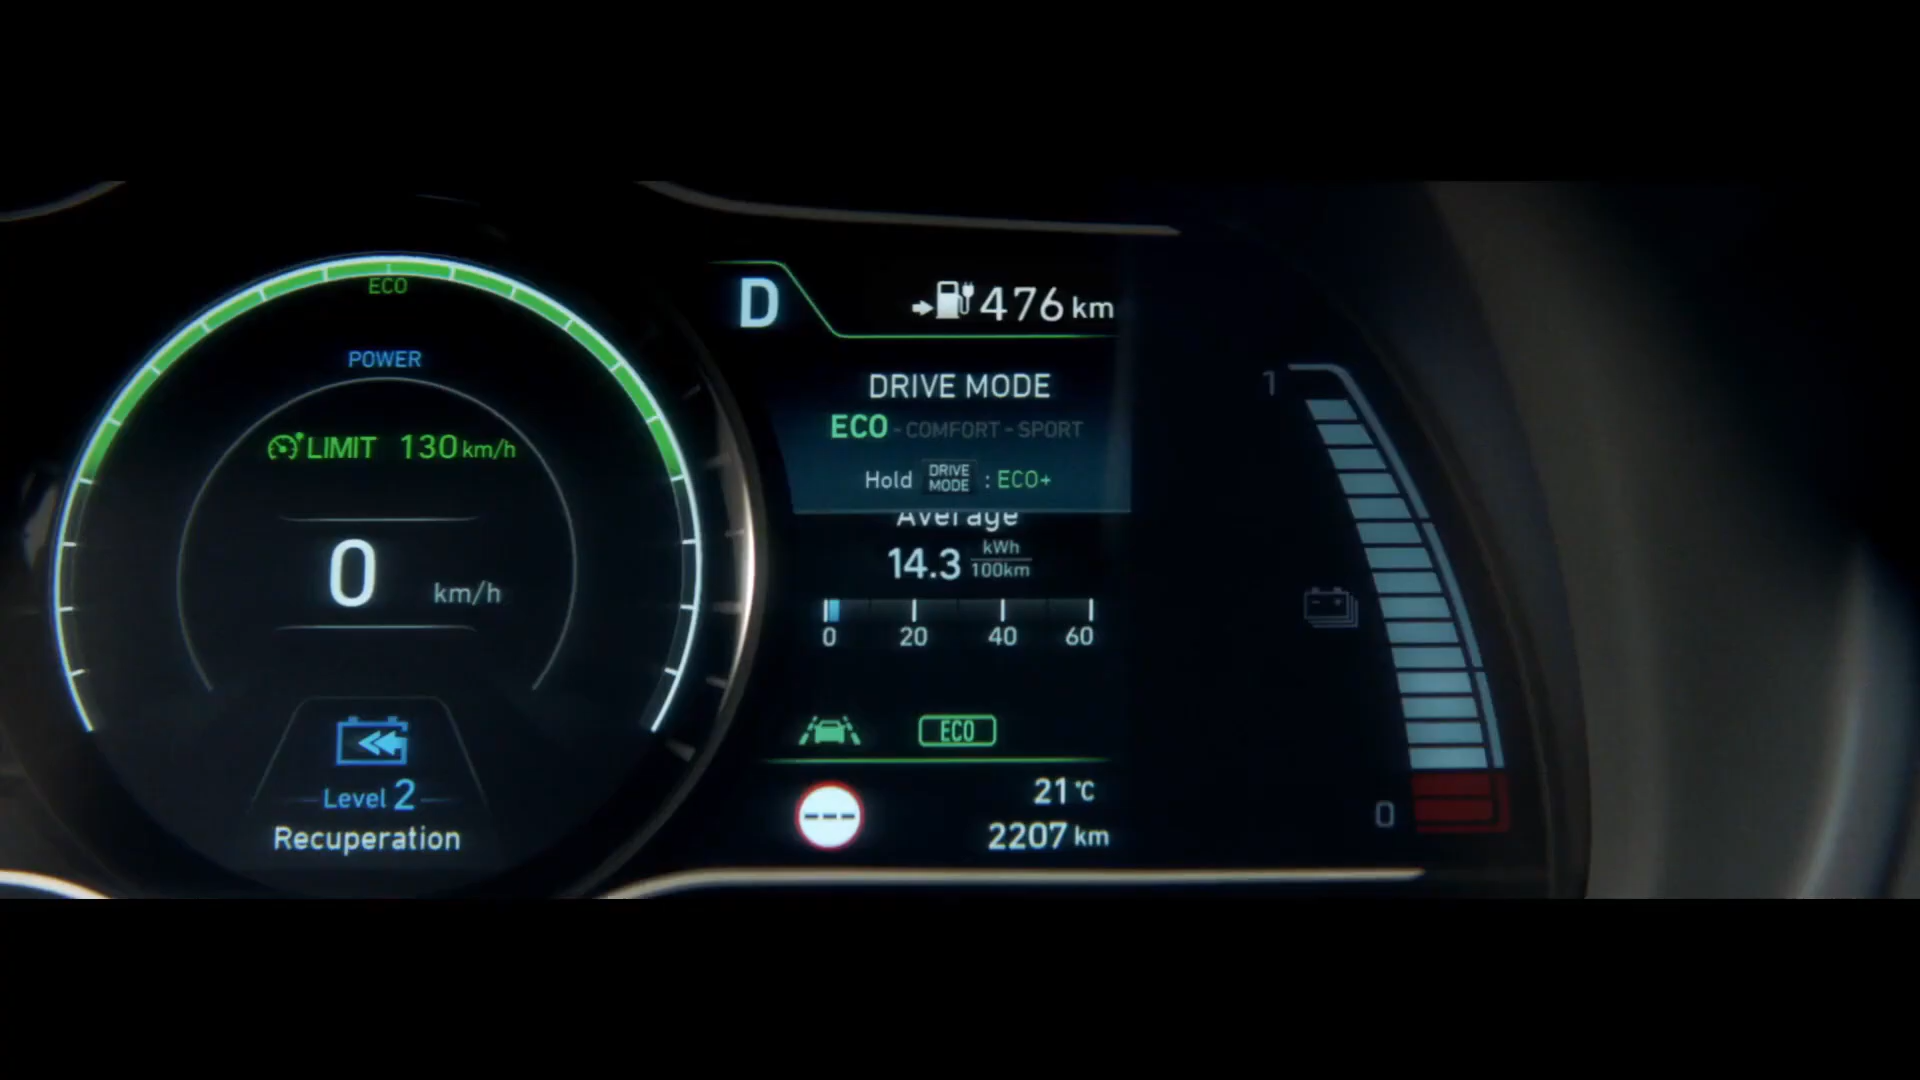 ECO
POWER
LIMIT 130 km/h
0 km/h
Level 2
Recuperation
D 476 km
DRIVE MODE
ECO - COMFORT - SPORT
Hold DRIVE MODE : ECO+
Average
14.3 kWh
100km
0 20 40 60
ECO
---
21 °C
2207 km
1
0